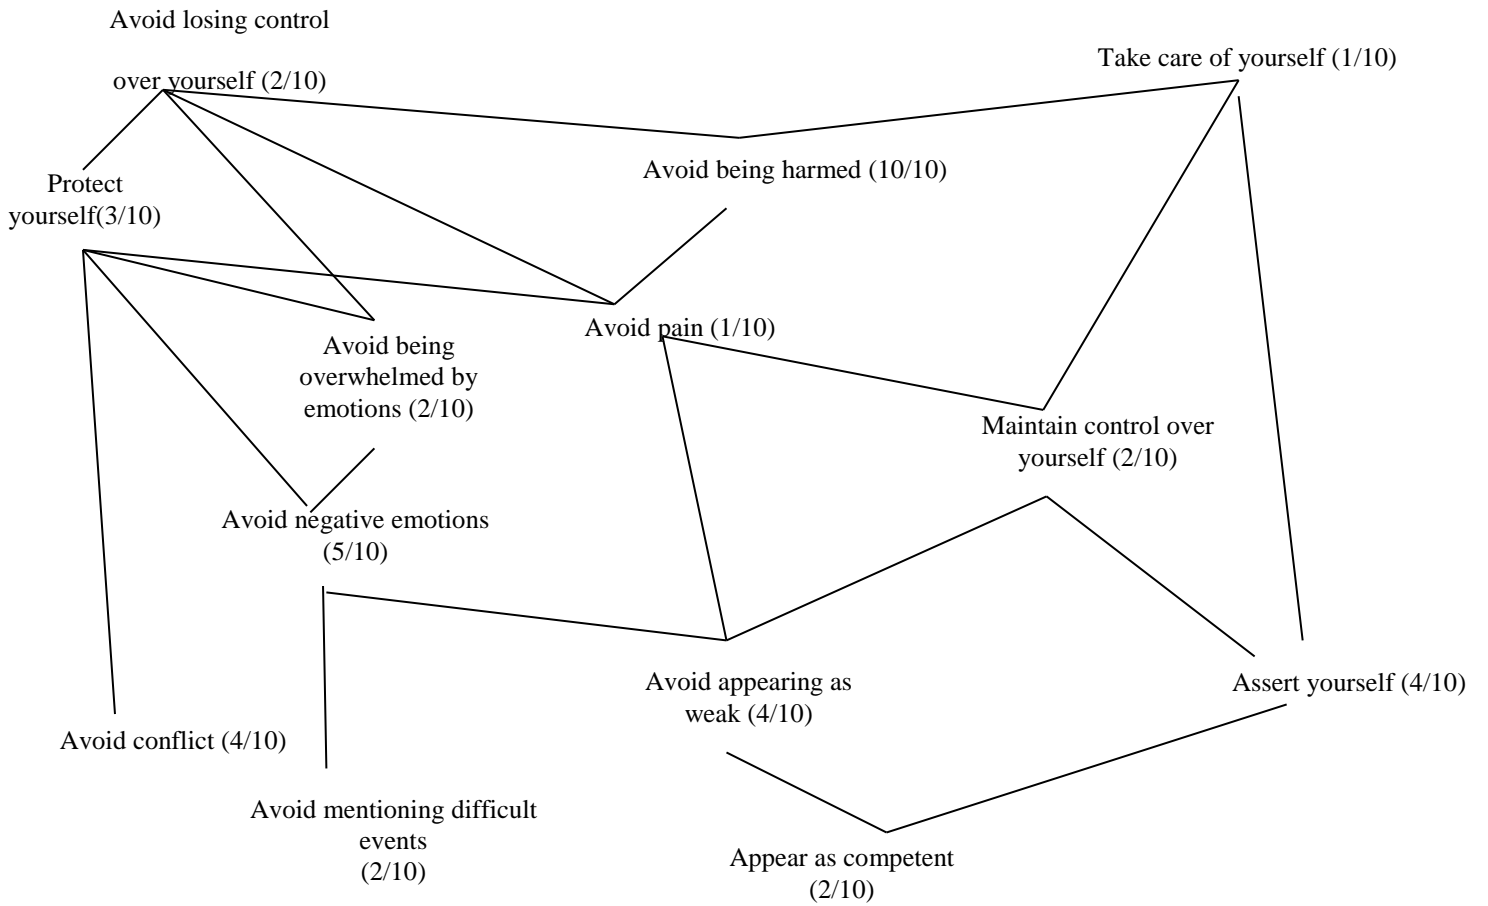 Avoid losing control
over yourself (2/10)
Take care of yourself (1/10)
Avoid being harmed (10/10)
Protect
yourself(3/10)
Avoid pain (1/10)
Avoid being
overwhelmed by
emotions (2/10)
Maintain control over
yourself (2/10)
Avoid negative emotions
(5/10)
Avoid appearing as
weak (4/10)
Assert yourself (4/10)
Avoid conflict (4/10)
Avoid mentioning difficult
events
(2/10)
Appear as competent
(2/10)